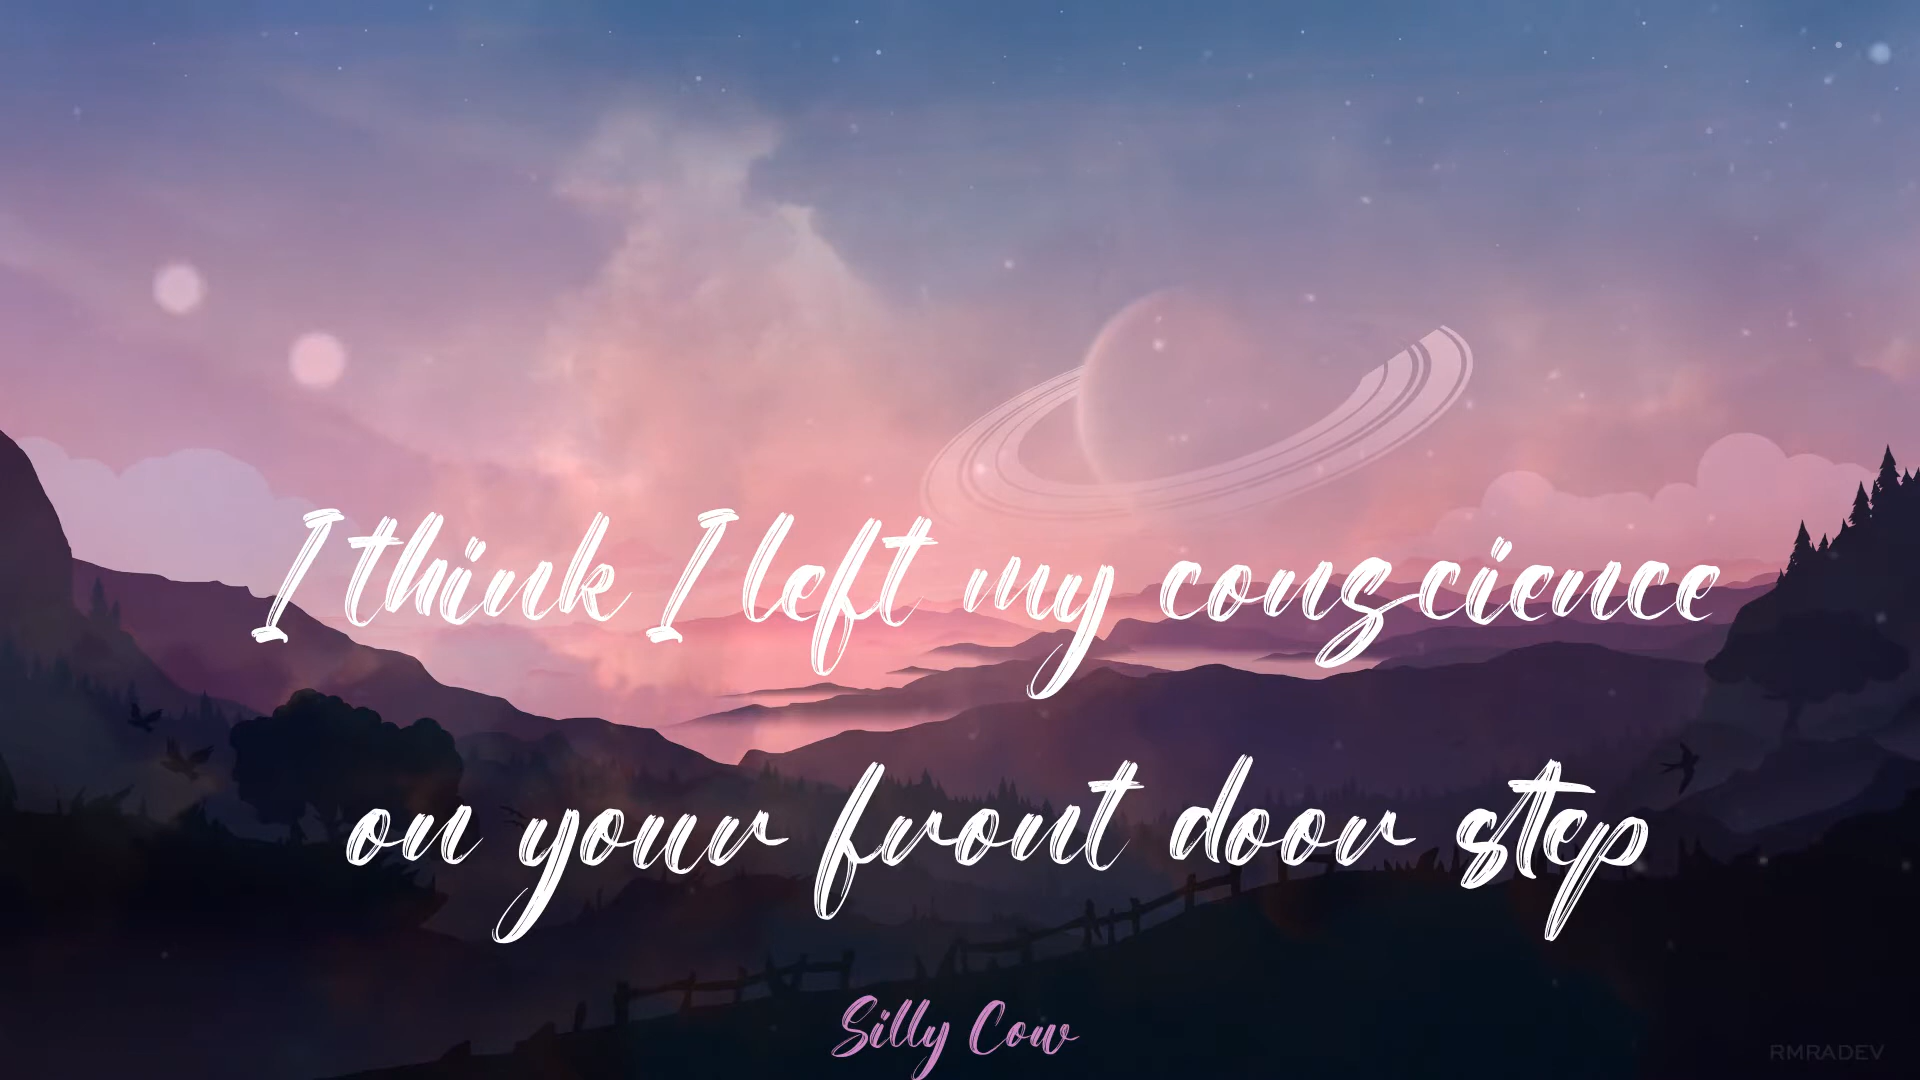 I think I left my conscience
on your front door step
Silly Cow
RMRADEV